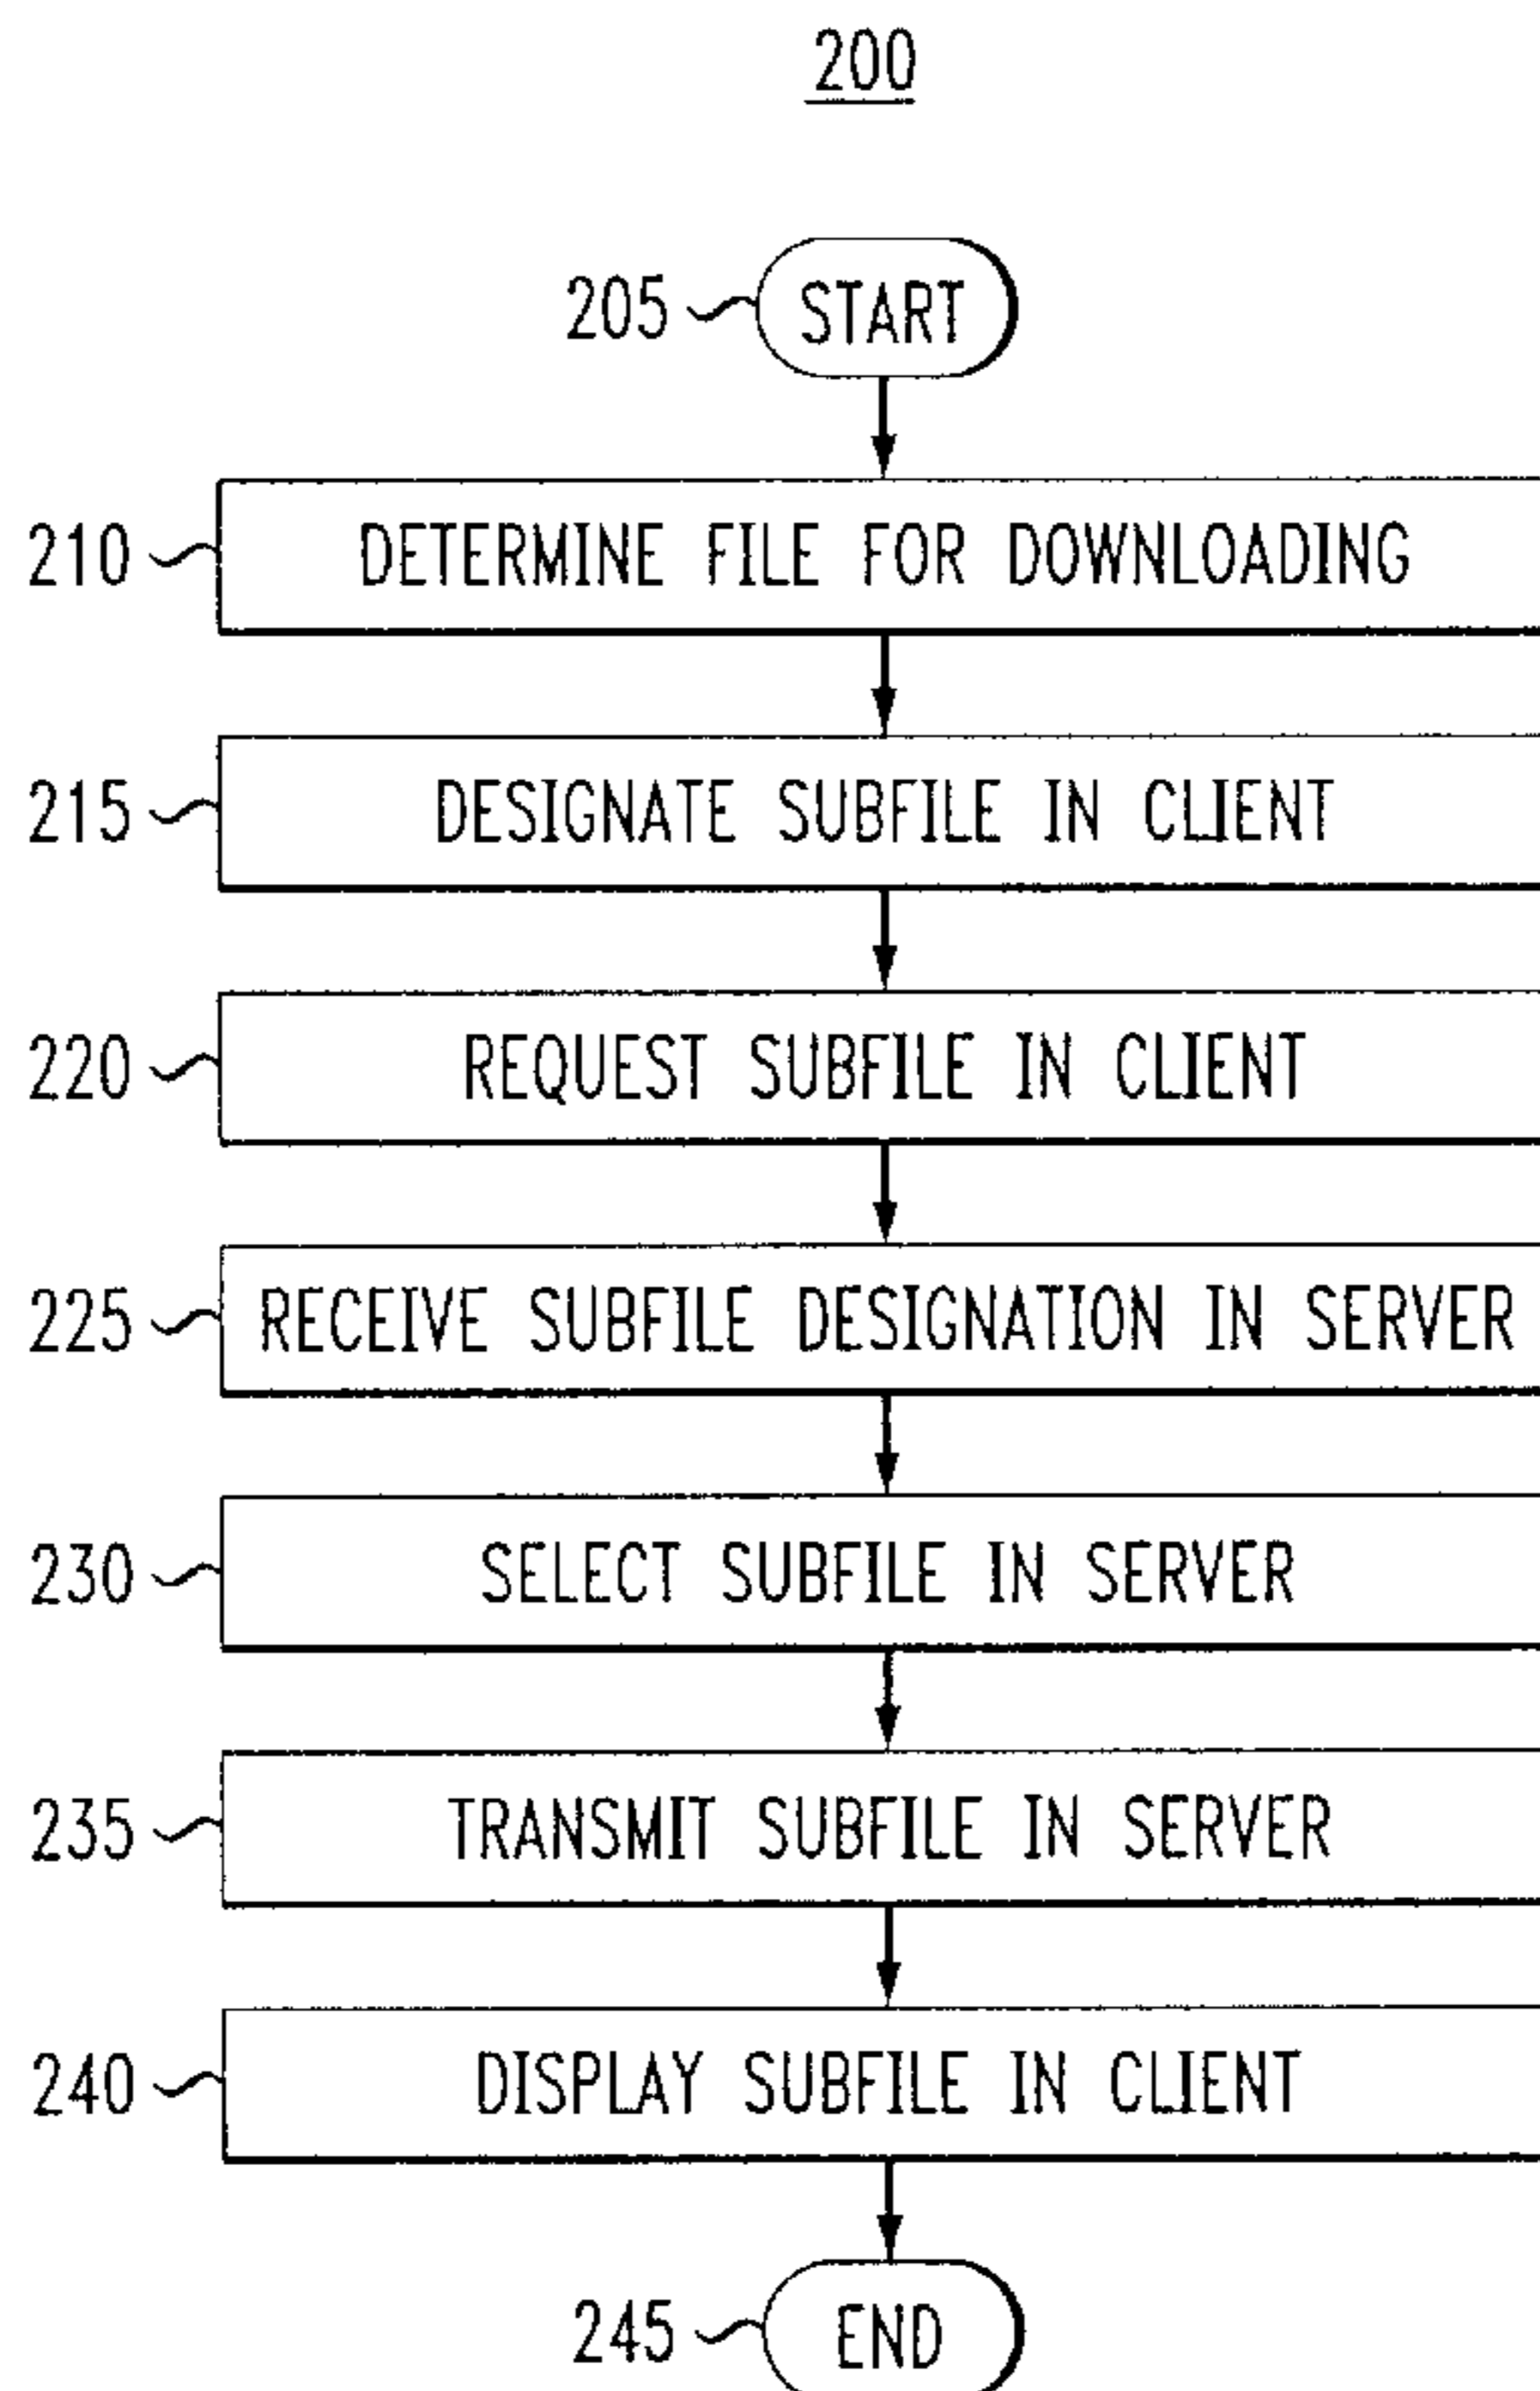 200
205 START
210 DETERMINE FILE FOR DOWNLOADING
215 DESIGNATE SUBFILE IN CLIENT
220 REQUEST SUBFILE IN CLIENT
225 RECEIVE SUBFILE DESIGNATION IN SERVER
230 SELECT SUBFILE IN SERVER
235 TRANSMIT SUBFILE IN SERVER
240 DISPLAY SUBFILE IN CLIENT
245 END